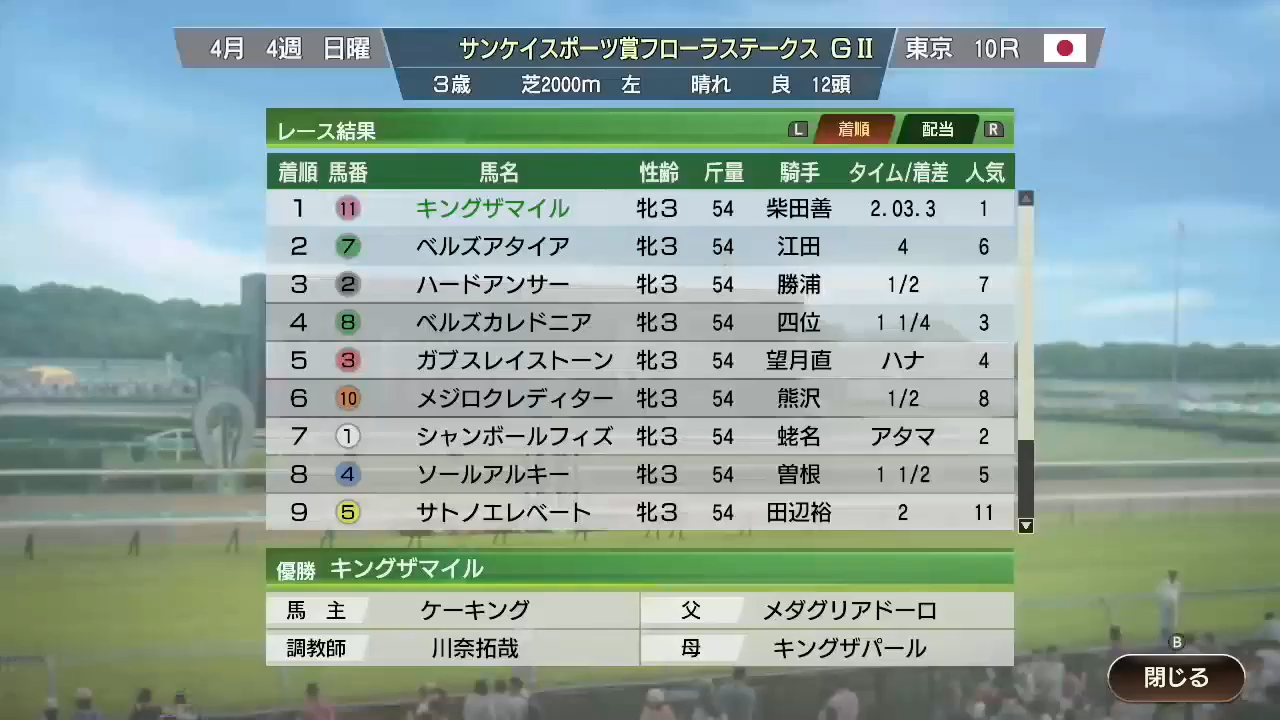 4月 4週 日曜 サンケイスポーツ賞フローラステークス GⅡ 東京 10R
3歳 芝2000m 左 晴れ 良 12頭
レース結果 L 着順 配当 R
着順 馬番 馬名 性齢 斤量 騎手 タイム/着差 人気
1 11 キングザマイル 牝3 54 柴田善 2.03.3 1
2 7 ベルズアタイア 牝3 54 江田 4 6
3 2 ハードアンサー 牝3 54 勝浦 1/2 7
4 8 ベルズカレドニア 牝3 54 四位 1 1/4 3
5 3 ガブスレイストーン 牝3 54 望月直 ハナ 4
6 10 メジロクレディター 牝3 54 熊沢 1/2 8
7 1 シャンボールフィズ 牝3 54 蛯名 アタマ 2
8 4 ソールアルキー 牝3 54 曽根 1 1/2 5
9 5 サトノエレベート 牝3 54 田辺裕 2 11
優勝 キングザマイル
馬主 ケーキング 父 メダグリアドーロ
調教師 川奈拓哉 母 キングザパール
B
閉じる